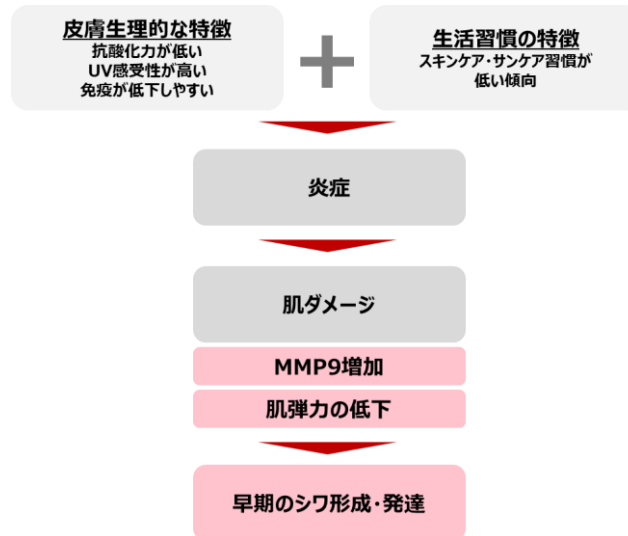 皮膚生理的な特徴
抗酸化力が低い
UV感受性が高い
免疫が低下しやすい
生活習慣の特徴
スキンケア・サンケア習慣が
低い傾向
炎症
肌ダメージ
MMP9増加
肌弾力の低下
早期のシワ形成・発達